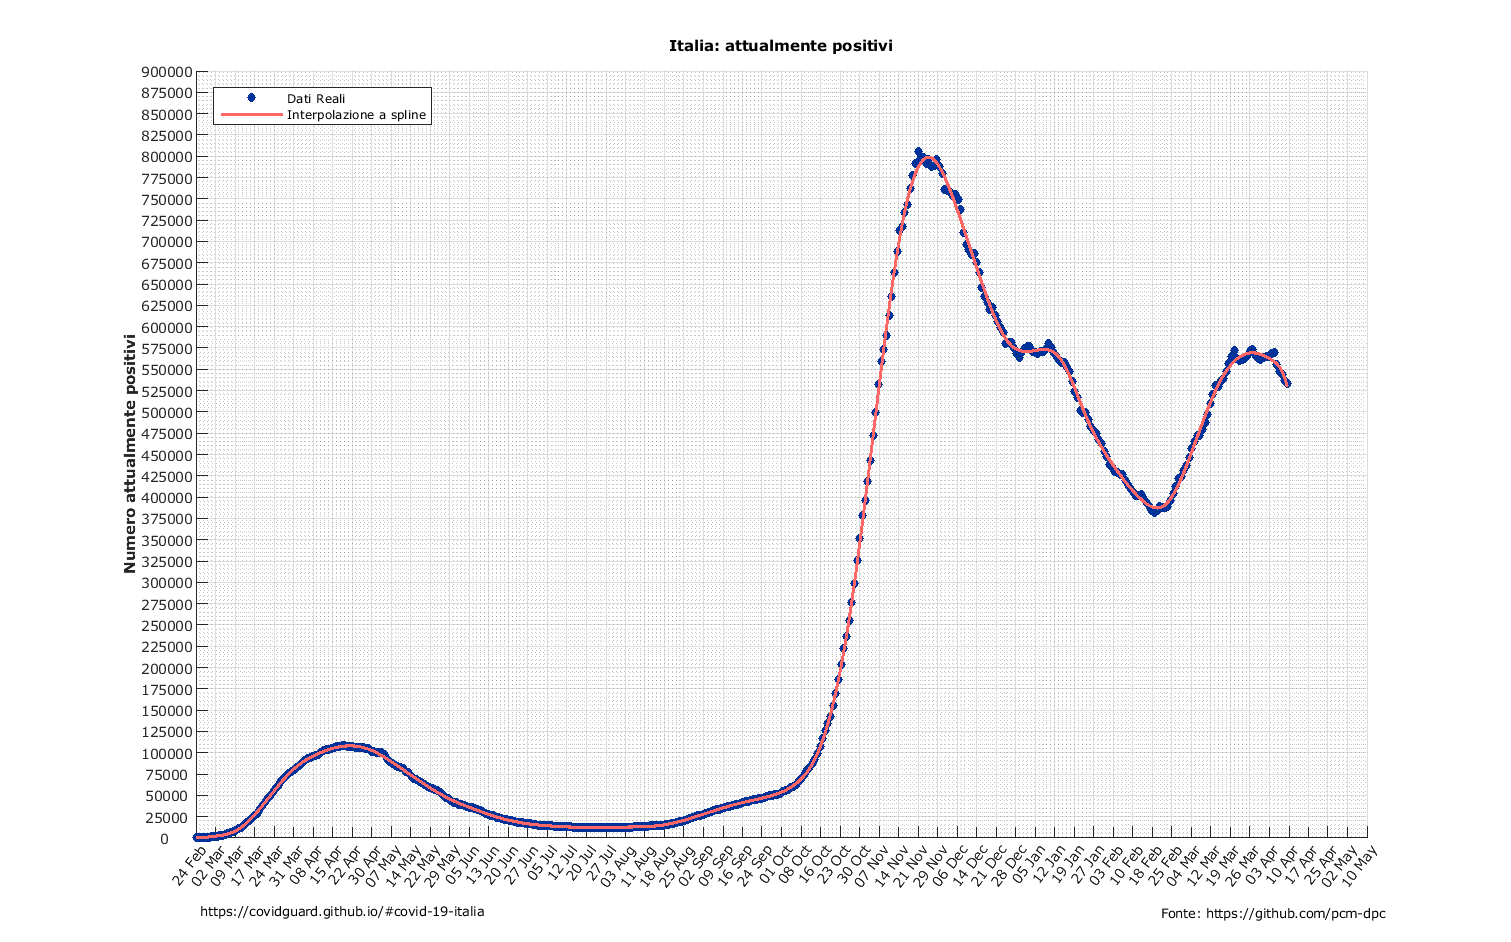 Italia: attualmente positivi
Dati Reali
Interpolazione a spline
Numero attualmente positivi
900000
875000
850000
825000
800000
775000
750000
725000
700000
675000
650000
625000
600000
575000
550000
525000
500000
475000
450000
425000
400000
375000
350000
325000
300000
275000
250000
225000
200000
175000
150000
125000
100000
75000
50000
25000
0
24 Feb
02 Mar
09 Mar
17 Mar
24 Mar
31 Mar
08 Apr
15 Apr
22 Apr
30 Apr
07 May
14 May
22 May
29 May
05 Jun
13 Jun
20 Jun
27 Jun
05 Jul
12 Jul
20 Jul
27 Jul
03 Aug
11 Aug
18 Aug
25 Aug
02 Sep
09 Sep
16 Sep
24 Sep
01 Oct
08 Oct
16 Oct
23 Oct
30 Oct
07 Nov
14 Nov
21 Nov
29 Nov
06 Dec
14 Dec
21 Dec
28 Dec
05 Jan
12 Jan
19 Jan
27 Jan
03 Feb
10 Feb
18 Feb
25 Feb
04 Mar
12 Mar
19 Mar
26 Mar
03 Apr
10 Apr
17 Apr
25 Apr
02 May
10 May
https://covidguard.github.io/#covid-19-italia
Fonte: https://github.com/pcm-dpc